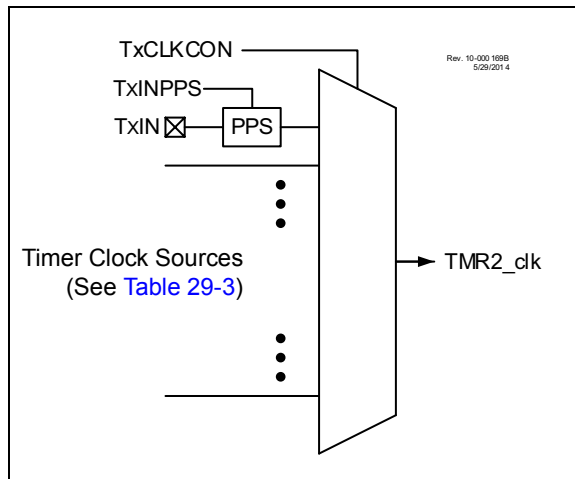 TxCLKCON
Rev. 10-000 169B
5/29/2014
TxINPPS
TxIN
PPS
Timer Clock Sources
(See Table 29-3)
TMR2_clk